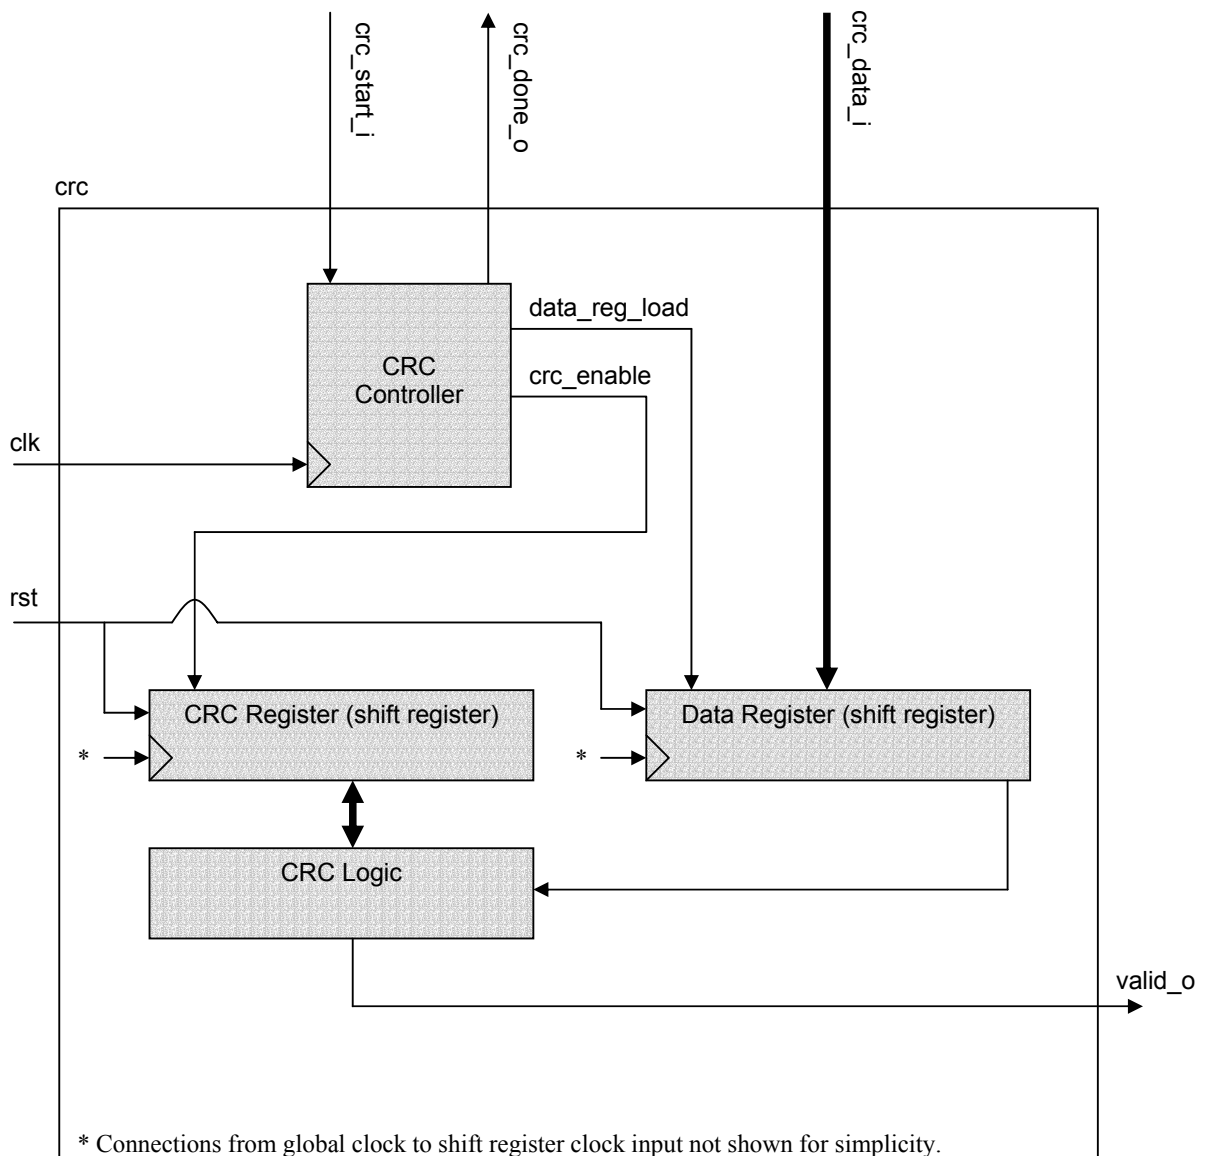 crc_start_i
crc_done_o
crc_data_i
crc
data_reg_load
CRC
Controller
crc_enable
clk
rst
CRC Register (shift register)
Data Register (shift register)
*
*
CRC Logic
valid_o
* Connections from global clock to shift register clock input not shown for simplicity.